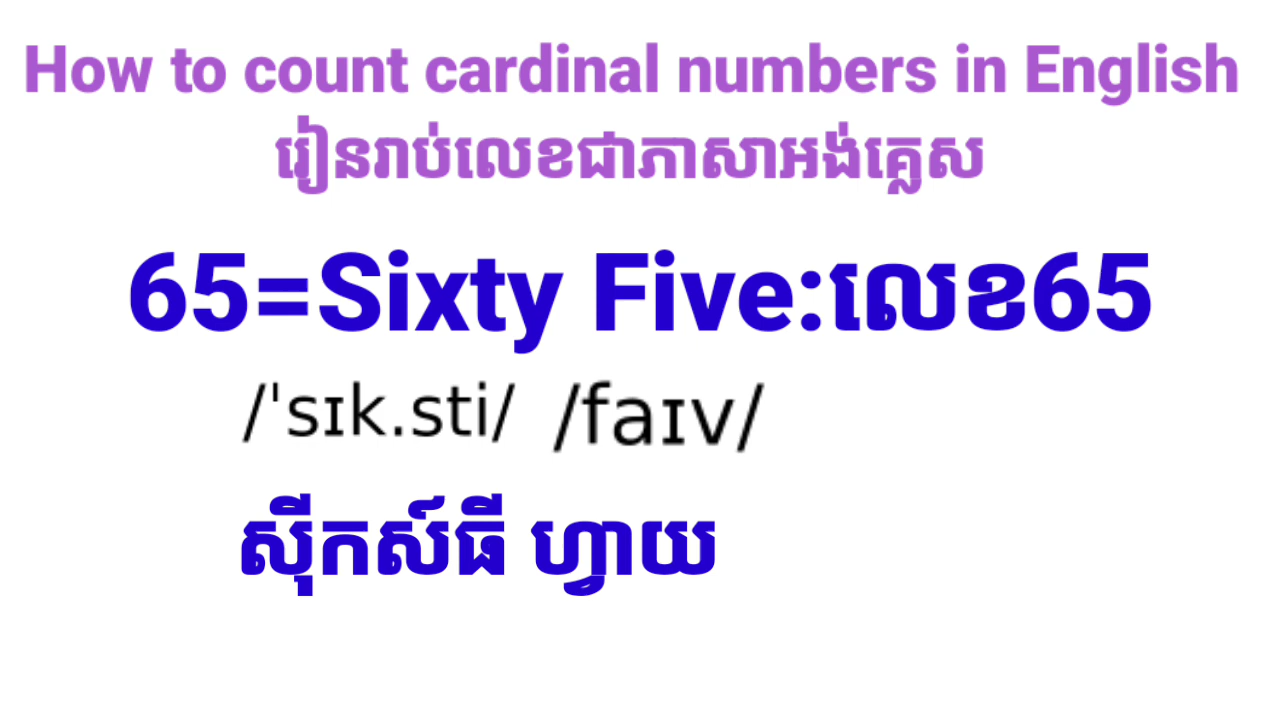 How to count cardinal numbers in English
រៀនរាប់លេខជាភាសាអង់គ្លេស
65=Sixty Five:លេខ65
/ˈsɪk.sti/ /faɪv/
ស៊ីកស៍ធី ហ្វាយ